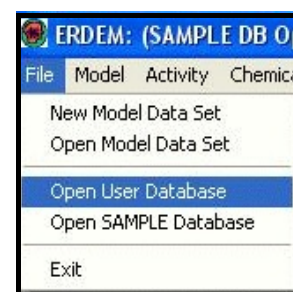 ERDEM: (SAMPLE DB O
File Model Activity Chemica
New Model Data Set
Open Model Data Set
Open User Database
Open SAMPLE Database
Exit